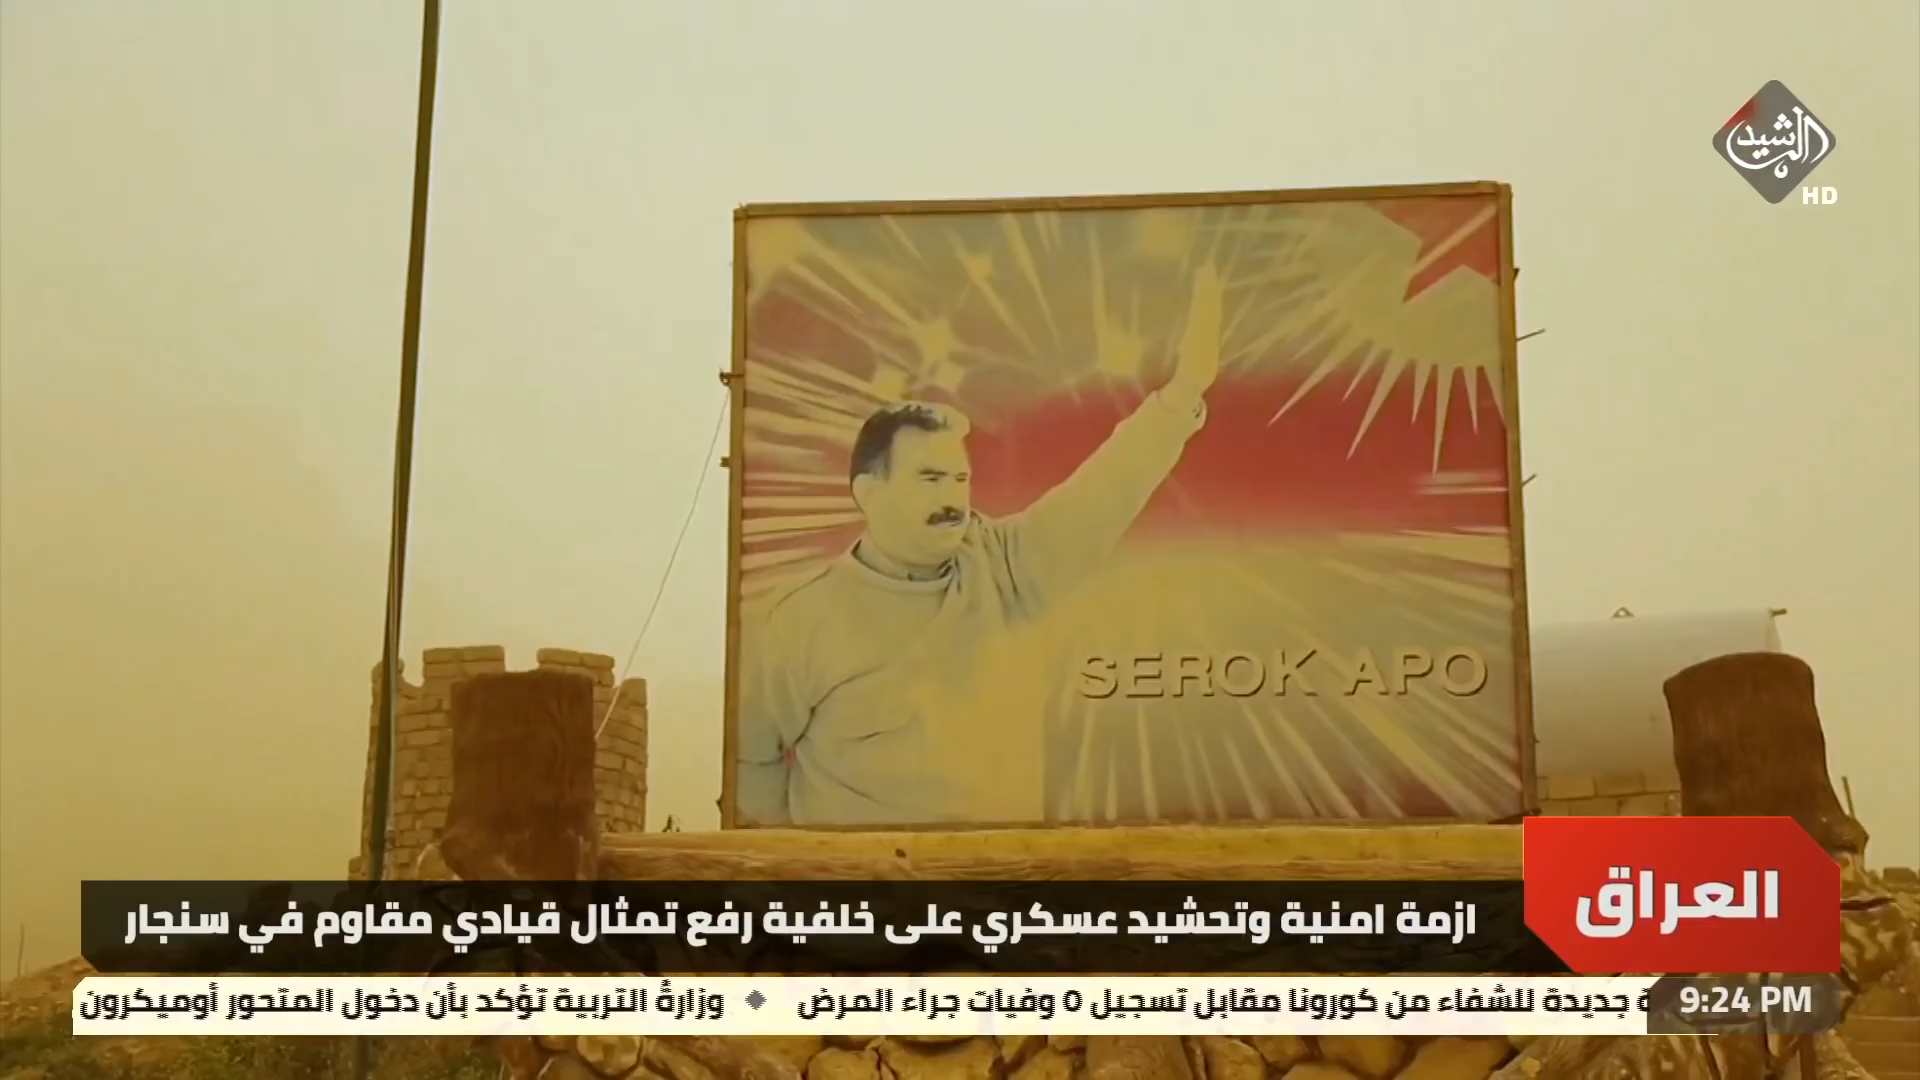 الرشيد
HD
SEROK APO
العراق
ازمة امنية وتحشيد عسكري على خلفية رفع تمثال قيادي مقاوم في سنجار
جديدة للشفاء من كورونا مقابل تسجيل ٥ وفيات جراء المرض ◆ وزارةُ التربية تؤكد بأن دخول المتحور أوميكرون
9:24 PM